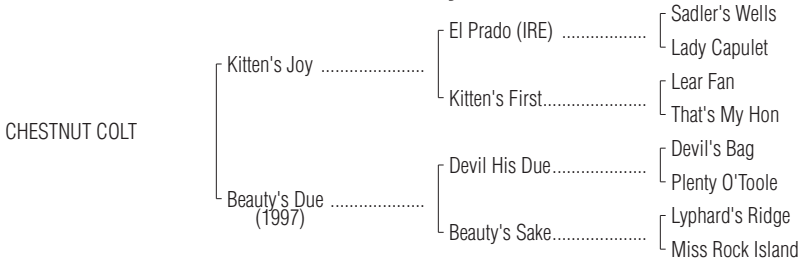 Sadler's Wells
El Prado (IRE) ..................
Lady Capulet
Kitten's Joy ......................
Lear Fan
Kitten's First......................
That's My Hon
CHESTNUT COLT
Devil's Bag
Devil His Due....................
Plenty O'Toole
Beauty's Due ....................
(1997)
Lyphard's Ridge
Beauty's Sake....................
Miss Rock Island